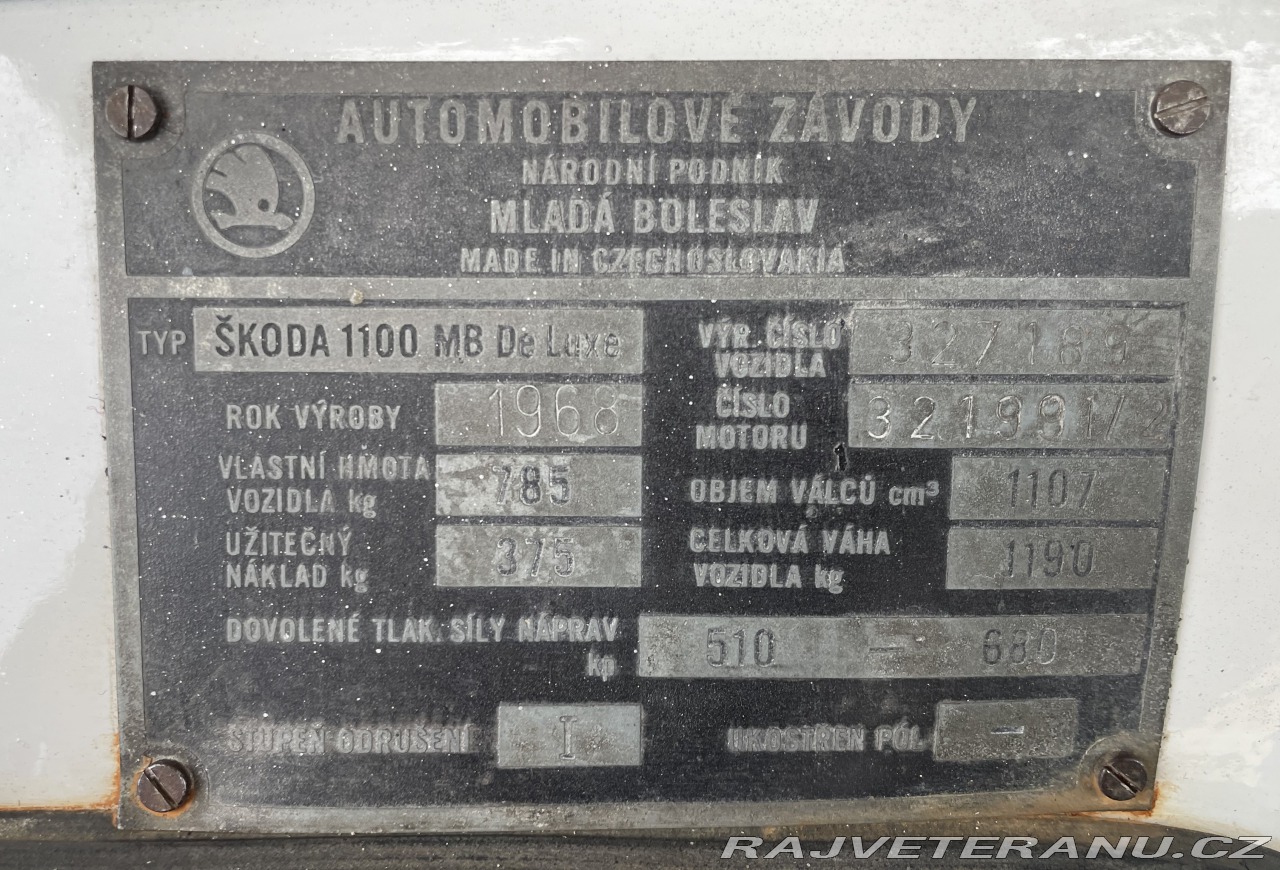 AUTOMOBILOVÉ ZÁVODY
NÁRODNÍ PODNIK
MLADÁ BOLESLAV
MADE IN CZECHOSLOVAKIA
TYP ŠKODA 1100 MB De Luxe
ROK VÝROBY 1968
VLASTNÍ HMOTA
VOZIDLA kg 785
UŽITEČNÝ
NÁKLAD kg 375
VÝR. ČÍSLO
VOZIDLA 327189
ČÍSLO
MOTORU 321991/2
OBJEM VÁLCŮ cm³ 1107
CELKOVÁ VÁHA
VOZIDLA kg 1190
DOVOLENÉ TLAK. SÍLY NÁPRAV
kp 510 — 680
STUPEŇ ODRUŠENÍ I
UKOSTŘEN PÓL –
RAJVETERANU.CZ